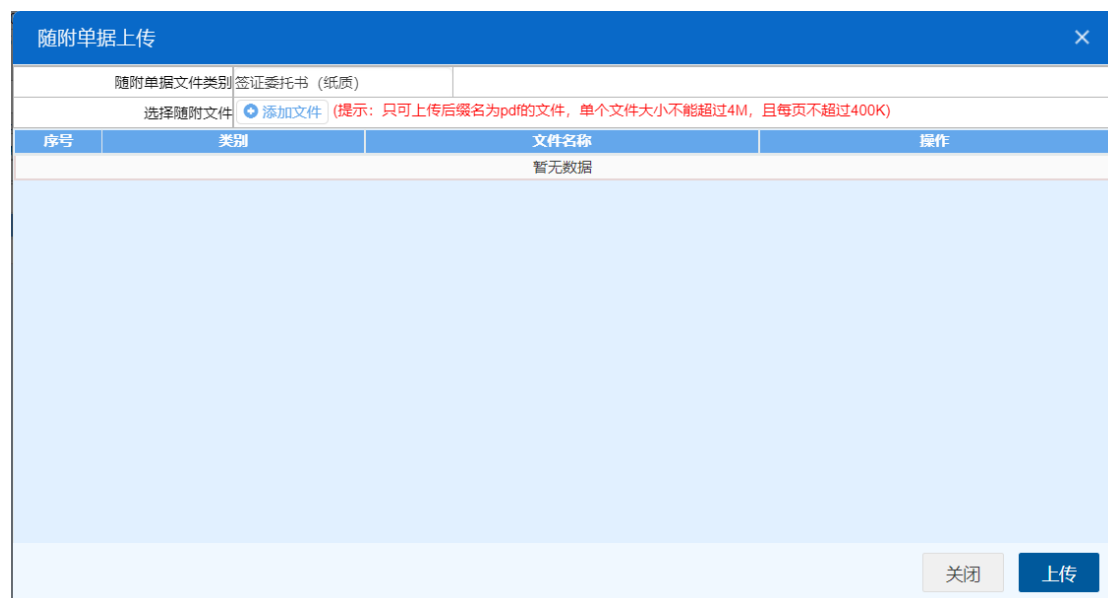 随附单据上传
随附单据文件类别 签证委托书（纸质）
选择随附文件 添加文件 (提示：只可上传后缀名为pdf的文件，单个文件大小不能超过4M，且每页不超过400K)
序号 类别 文件名称 操作
暂无数据
关闭 上传